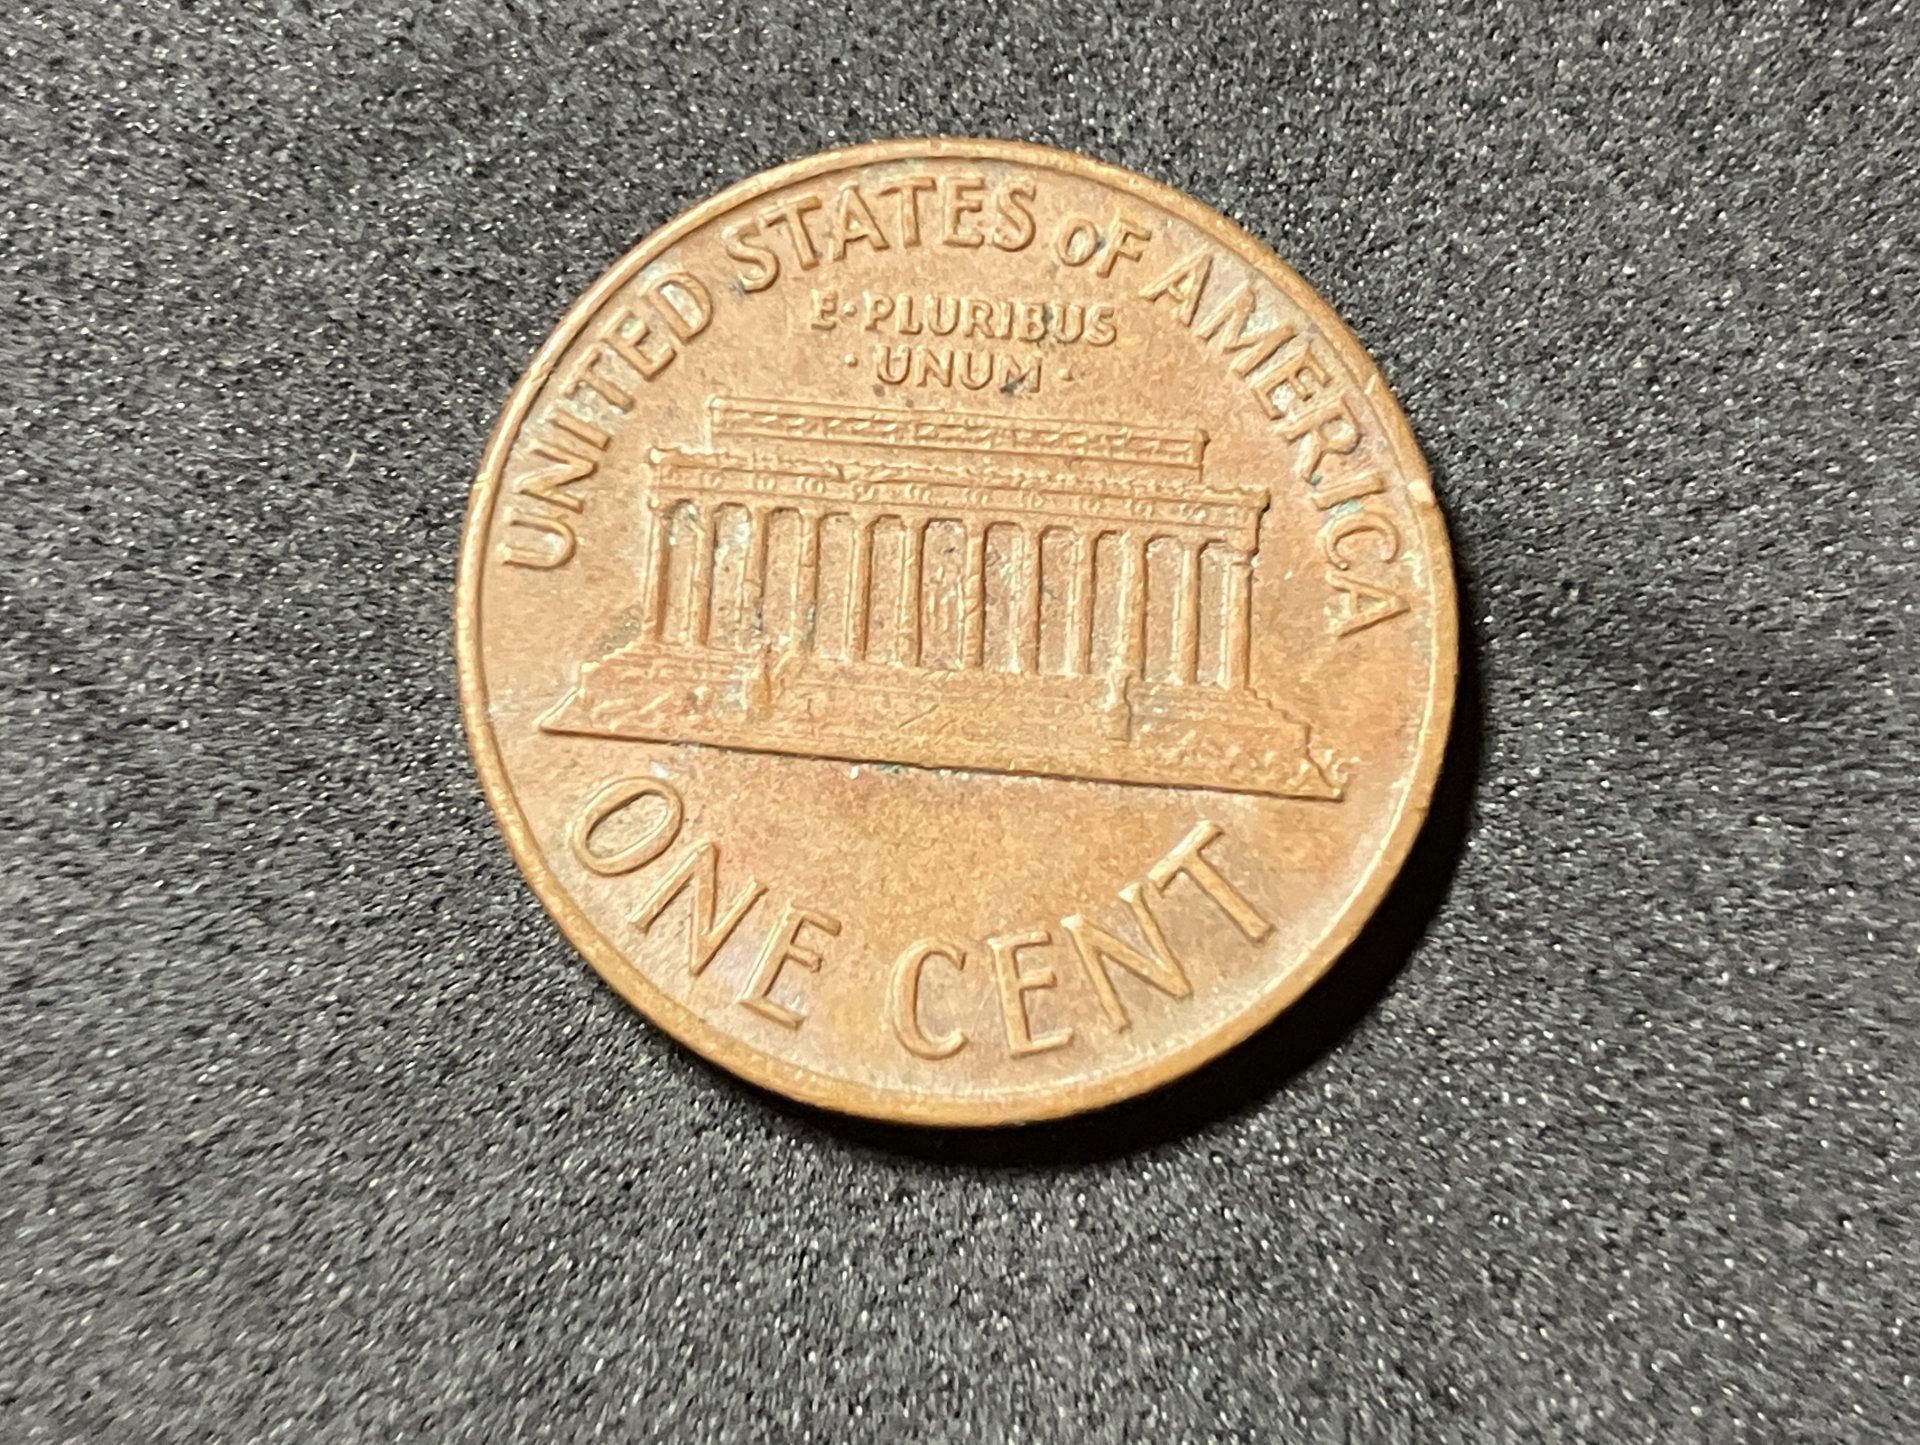 UNITED STATES OF AMERICA
E·PLURIBUS
·UNUM·
ONE CENT